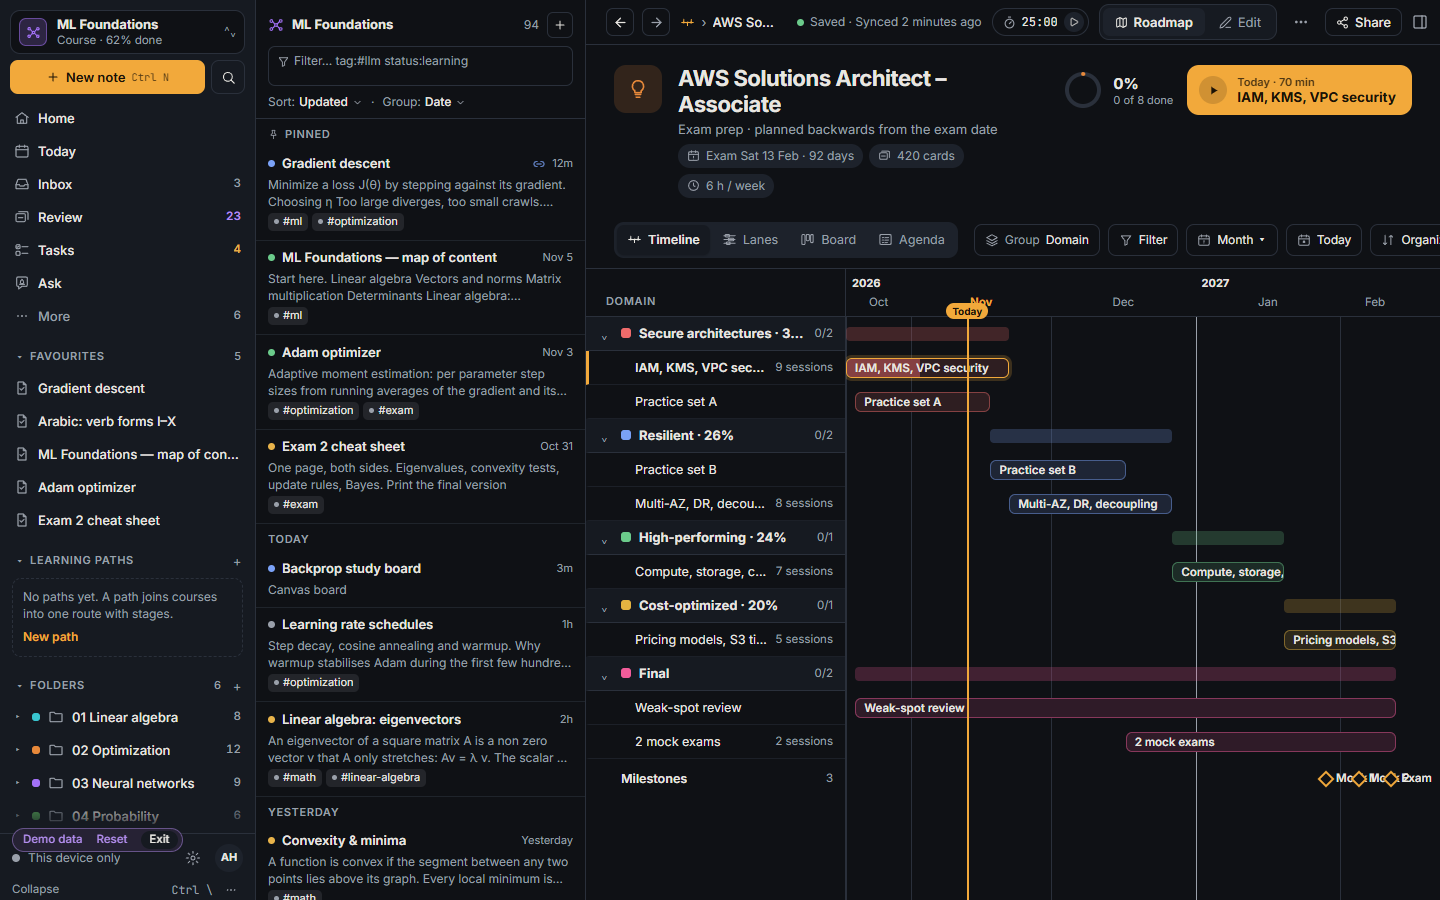 ML Foundations
Course · 62% done
New note Ctrl N
Home
Today
Inbox 3
Review 23
Tasks 4
Ask
More 6
FAVOURITES 5
Gradient descent
Arabic: verb forms I–X
ML Foundations — map of con...
Adam optimizer
Exam 2 cheat sheet
LEARNING PATHS
No paths yet. A path joins courses
into one route with stages.
New path
FOLDERS 6
01 Linear algebra 8
02 Optimization 12
03 Neural networks 9
04 Probability 6
Demo data Reset Exit
This device only AH
Collapse Ctrl \
ML Foundations 94
Filter... tag:#llm status:learning
Sort: Updated · Group: Date
PINNED
Gradient descent 12m
Minimize a loss J(θ) by stepping against its gradient.
Choosing η Too large diverges, too small crawls....
#ml #optimization
ML Foundations — map of content Nov 5
Start here. Linear algebra Vectors and norms Matrix
multiplication Determinants Linear algebra:...
#ml
Adam optimizer Nov 3
Adaptive moment estimation: per parameter step
sizes from running averages of the gradient and its...
#optimization #exam
Exam 2 cheat sheet Oct 31
One page, both sides. Eigenvalues, convexity tests,
update rules, Bayes. Print the final version
#exam
TODAY
Backprop study board 3m
Canvas board
Learning rate schedules 1h
Step decay, cosine annealing and warmup. Why
warmup stabilises Adam during the first few hundre...
#optimization
Linear algebra: eigenvectors 2h
An eigenvector of a square matrix A is a non zero
vector v that A only stretches: Av = λ v. The scalar ...
#math #linear-algebra
YESTERDAY
Convexity & minima Yesterday
A function is convex if the segment between any two
points lies above its graph. Every local minimum is...
#math
AWS So... Saved · Synced 2 minutes ago 25:00 Roadmap Edit Share
AWS Solutions Architect –
Associate
Exam prep · planned backwards from the exam date
Exam Sat 13 Feb · 92 days 420 cards
6 h / week
0%
0 of 8 done
Today · 70 min
IAM, KMS, VPC security
Timeline Lanes Board Agenda Group Domain Filter Month Today Organi
DOMAIN
2026 2027
Oct Nov Dec Jan Feb
Today
Secure architectures · 3... 0/2
IAM, KMS, VPC sec... 9 sessions IAM, KMS, VPC security
Practice set A Practice set A
Resilient · 26% 0/2
Practice set B Practice set B
Multi-AZ, DR, decou... 8 sessions Multi-AZ, DR, decoupling
High-performing · 24% 0/1
Compute, storage, c... 7 sessions Compute, storage,
Cost-optimized · 20% 0/1
Pricing models, S3 ti... 5 sessions Pricing models, S3
Final 0/2
Weak-spot review Weak-spot review
2 mock exams 2 sessions 2 mock exams
Milestones 3 Exam